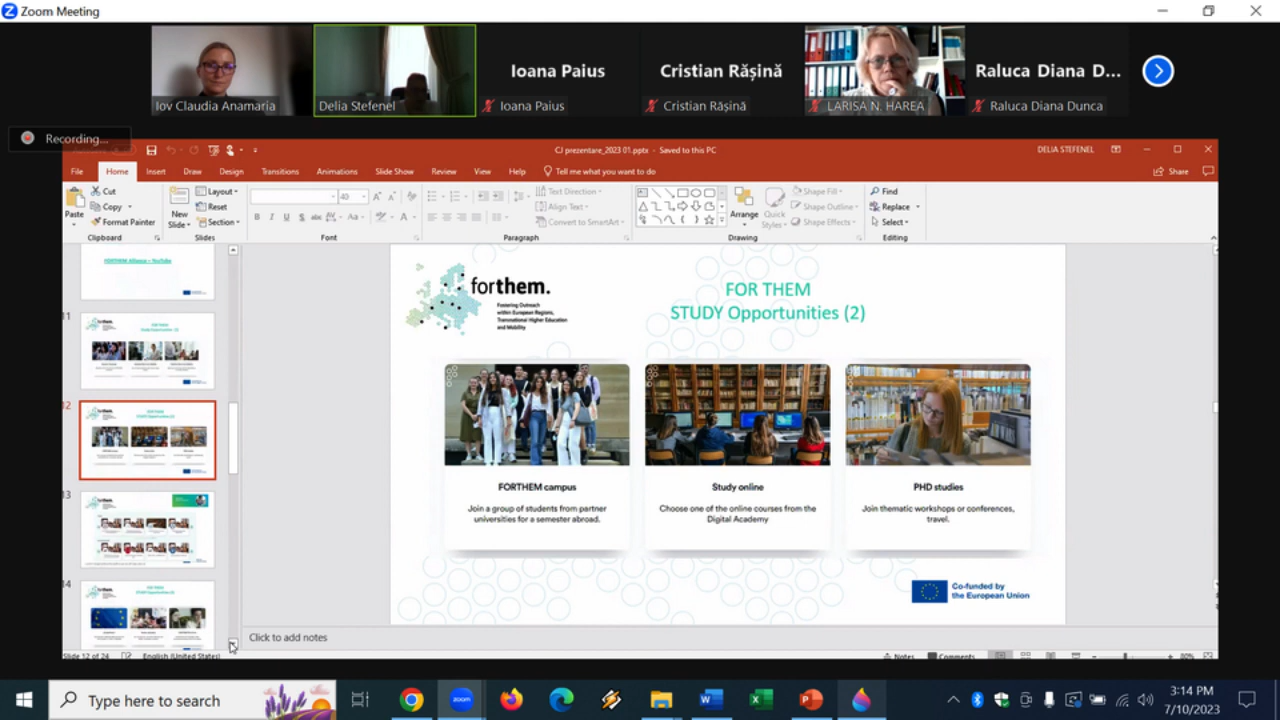 Zoom Meeting
Iov Claudia Anamaria
Delia Stefenel
Ioana Paius
Ioana Paius
Cristian Rășină
Cristian Rășină
LARISA N. HAREA
Raluca Diana D...
Raluca Diana Dunca
Recording...
CJ prezentare_2023 01.pptx - Saved to this PC
DELIA STEFENEL
File Home Insert Draw Design Transitions Animations Slide Show Review View Help Tell me what you want to do
Share
Paste
Cut
Copy
Format Painter
Clipboard
New Slide
Layout
Reset
Section
Slides
40
Font
Text Direction
Align Text
Convert to SmartArt
Paragraph
Arrange
Quick Styles
Shape Fill
Shape Outline
Shape Effects
Drawing
Find
Replace
Select
Editing
FORTHEM Alliance – YouTube
11
12
13
14
forthem.
Fostering Outreach
within European Regions,
Transnational Higher Education
and Mobility
FOR THEM
STUDY Opportunities (2)
FORTHEM campus
Join a group of students from partner
universities for a semester abroad.
Study online
Choose one of the online courses from the
Digital Academy
PHD studies
Join thematic workshops or conferences,
travel.
Co-funded by
the European Union
Click to add notes
Slide 12 of 24
English (United States)
Notes
Comments
80%
Type here to search
zoom
3:14 PM
7/10/2023